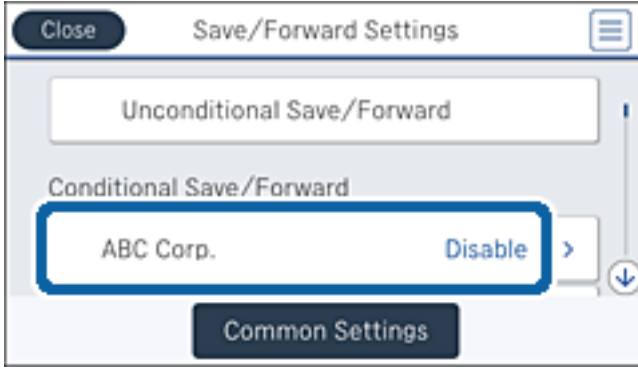 Close Save/Forward Settings
Unconditional Save/Forward
Conditional Save/Forward
ABC Corp. Disable
Common Settings